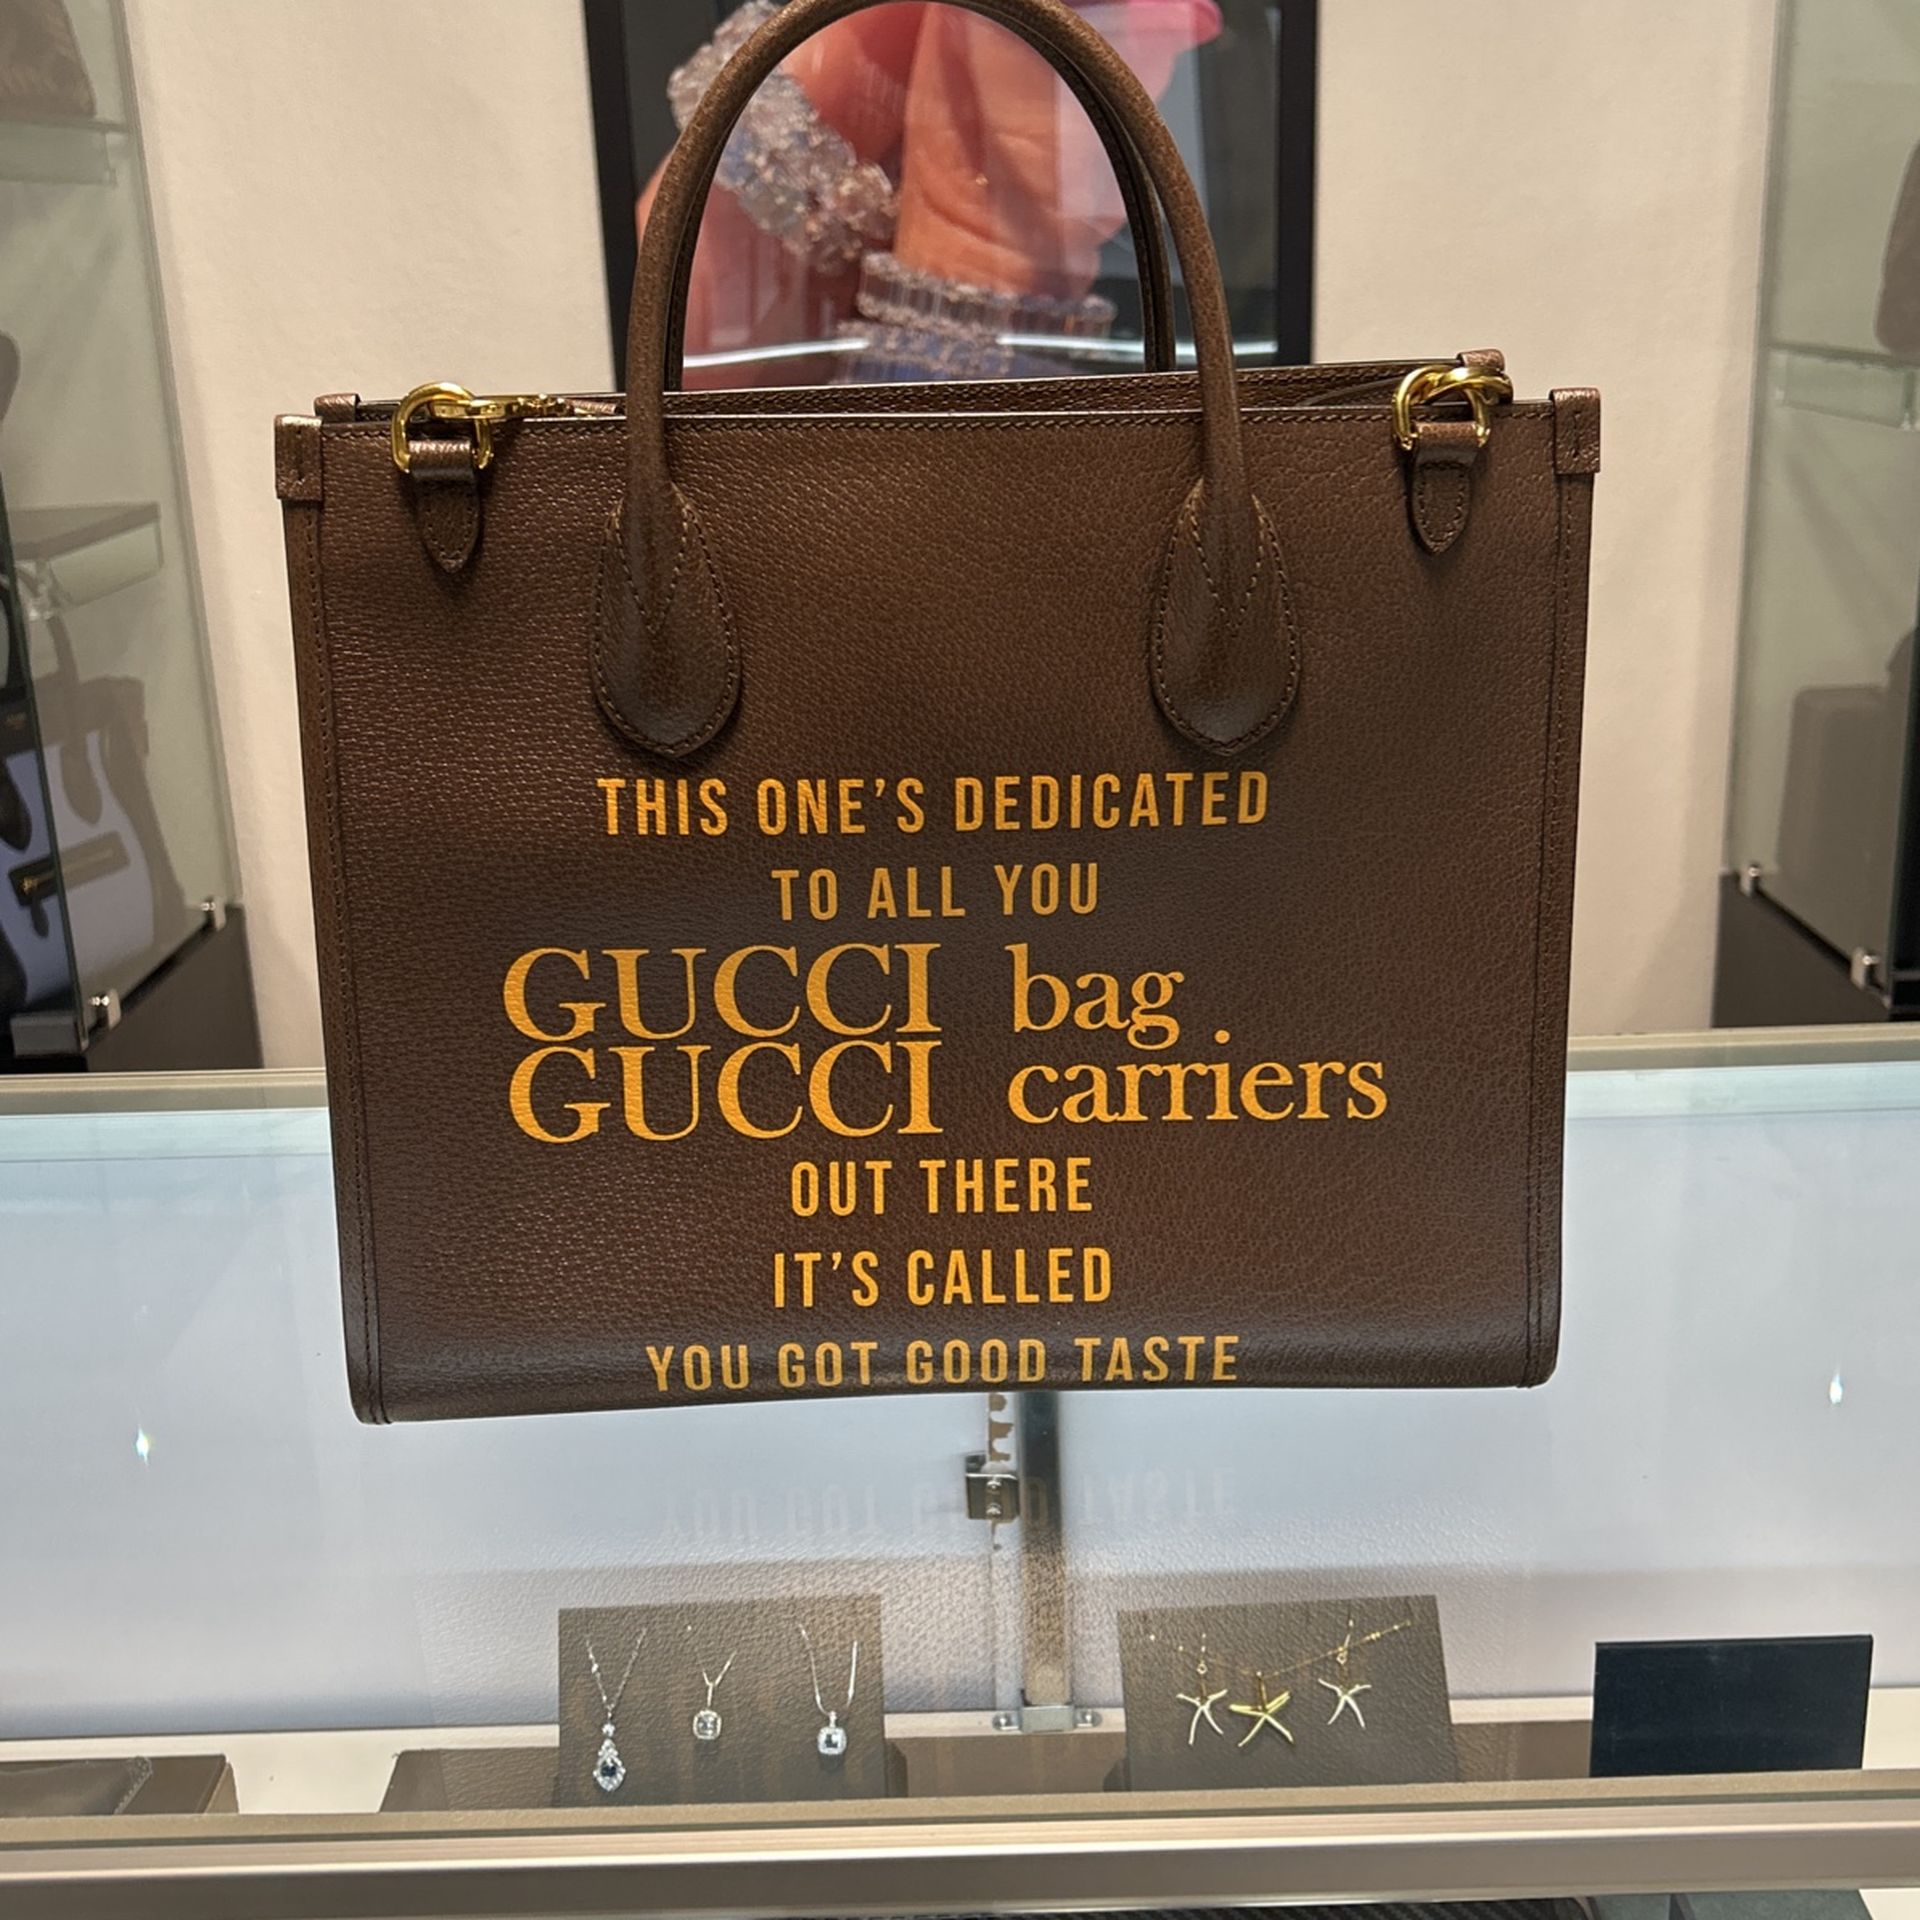 THIS ONE'S DEDICATED
TO ALL YOU
GUCCI bag
GUCCI carriers
OUT THERE
IT'S CALLED
YOU GOT GOOD TASTE